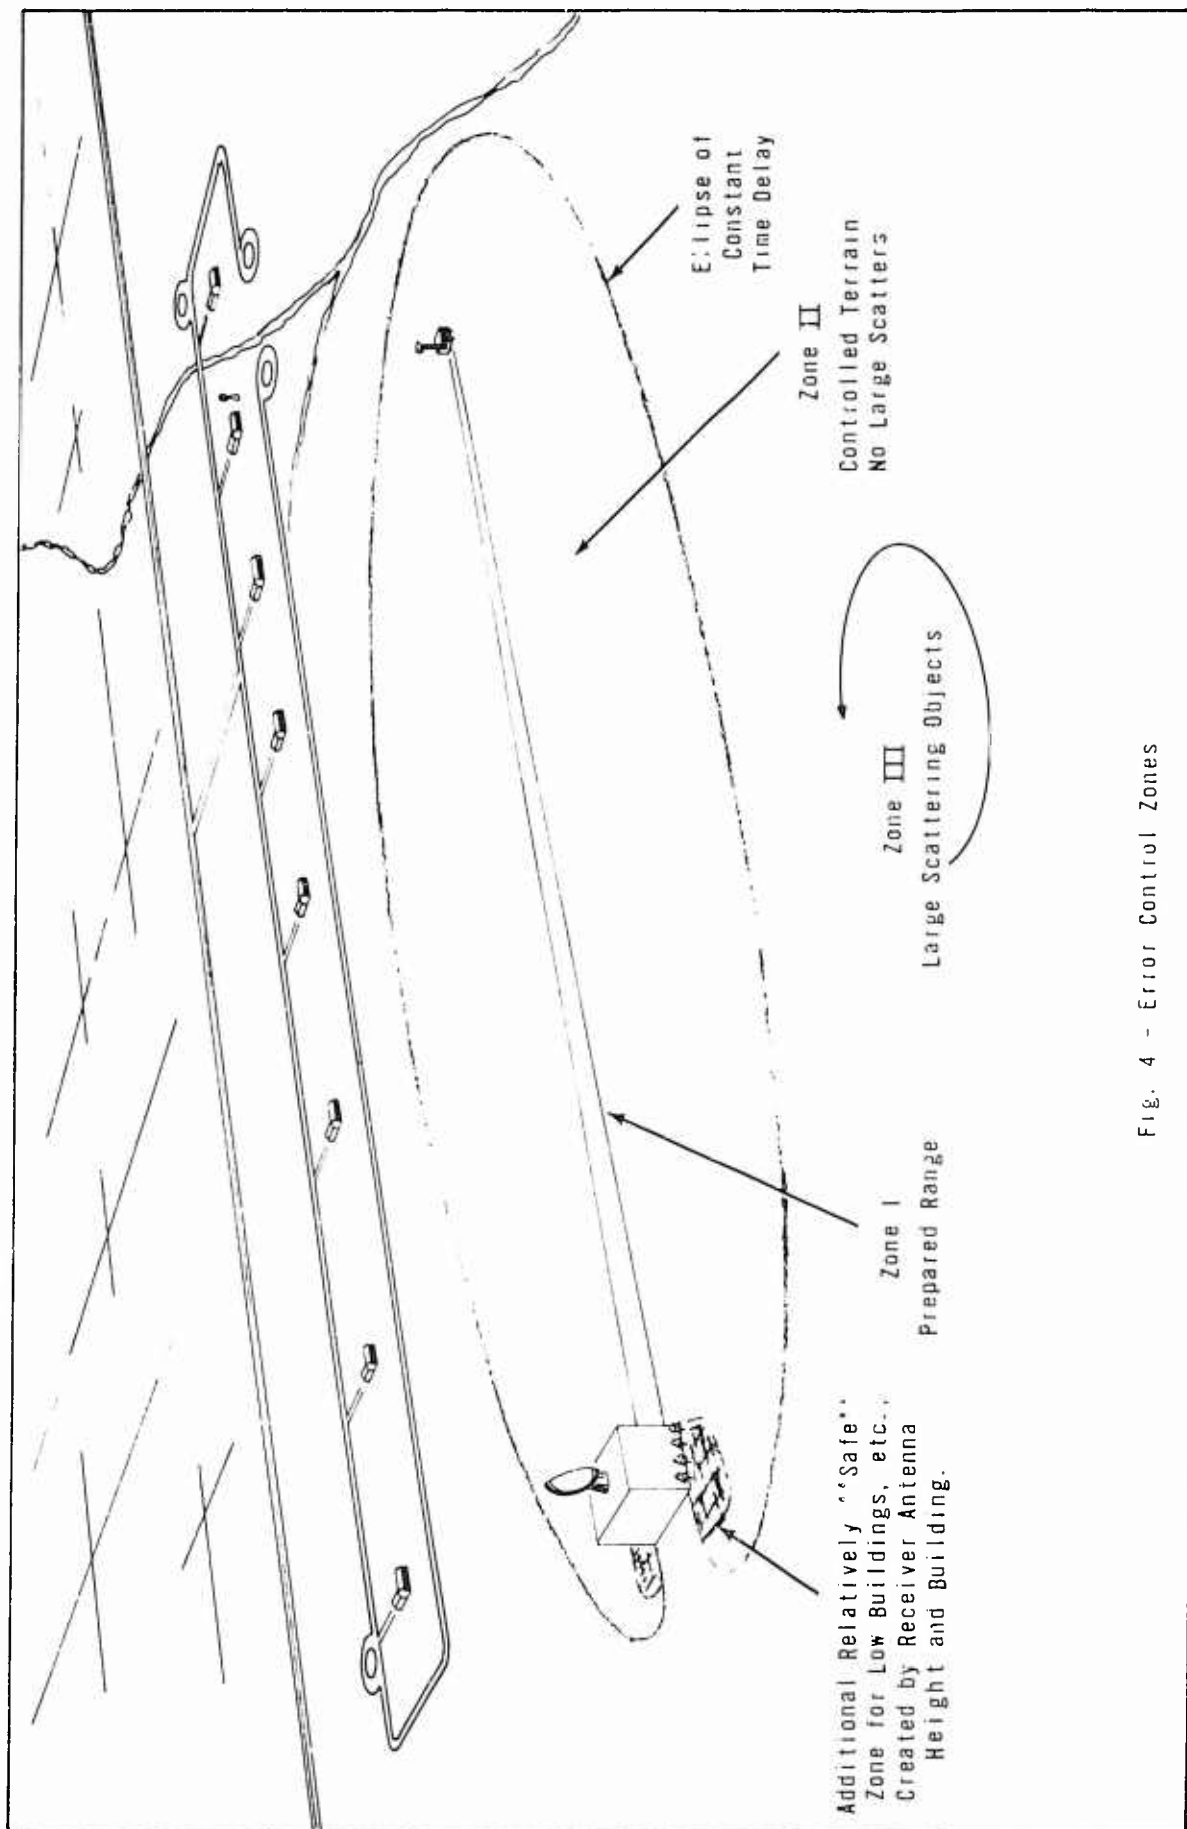 Ellipse of
Constant
Time Delay
Zone II
Controlled Terrain
No Large Scatters
Zone III
Large Scattering Objects
Zone I
Prepared Range
Additional Relatively "Safe"
Zone for Low Buildings, etc.,
Created by Receiver Antenna
Height and Building.
Fig. 4 - Error Control Zones